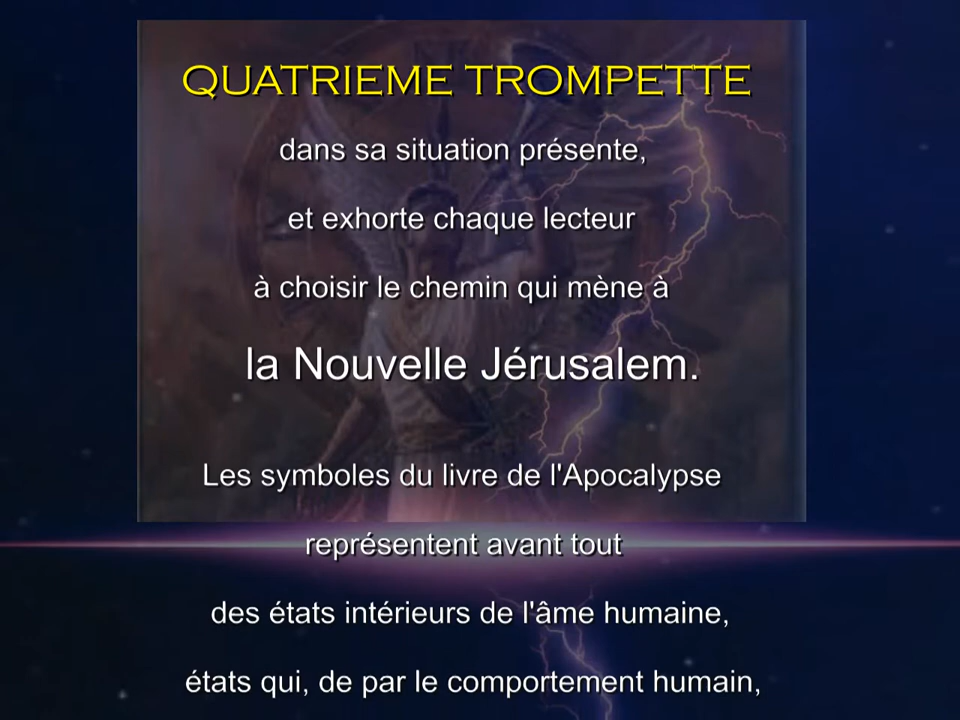 QUATRIEME TROMPETTE
dans sa situation présente,
et exhorte chaque lecteur
à choisir le chemin qui mène à
la Nouvelle Jérusalem.
Les symboles du livre de l'Apocalypse
représentent avant tout
des états intérieurs de l'âme humaine,
états qui, de par le comportement humain,